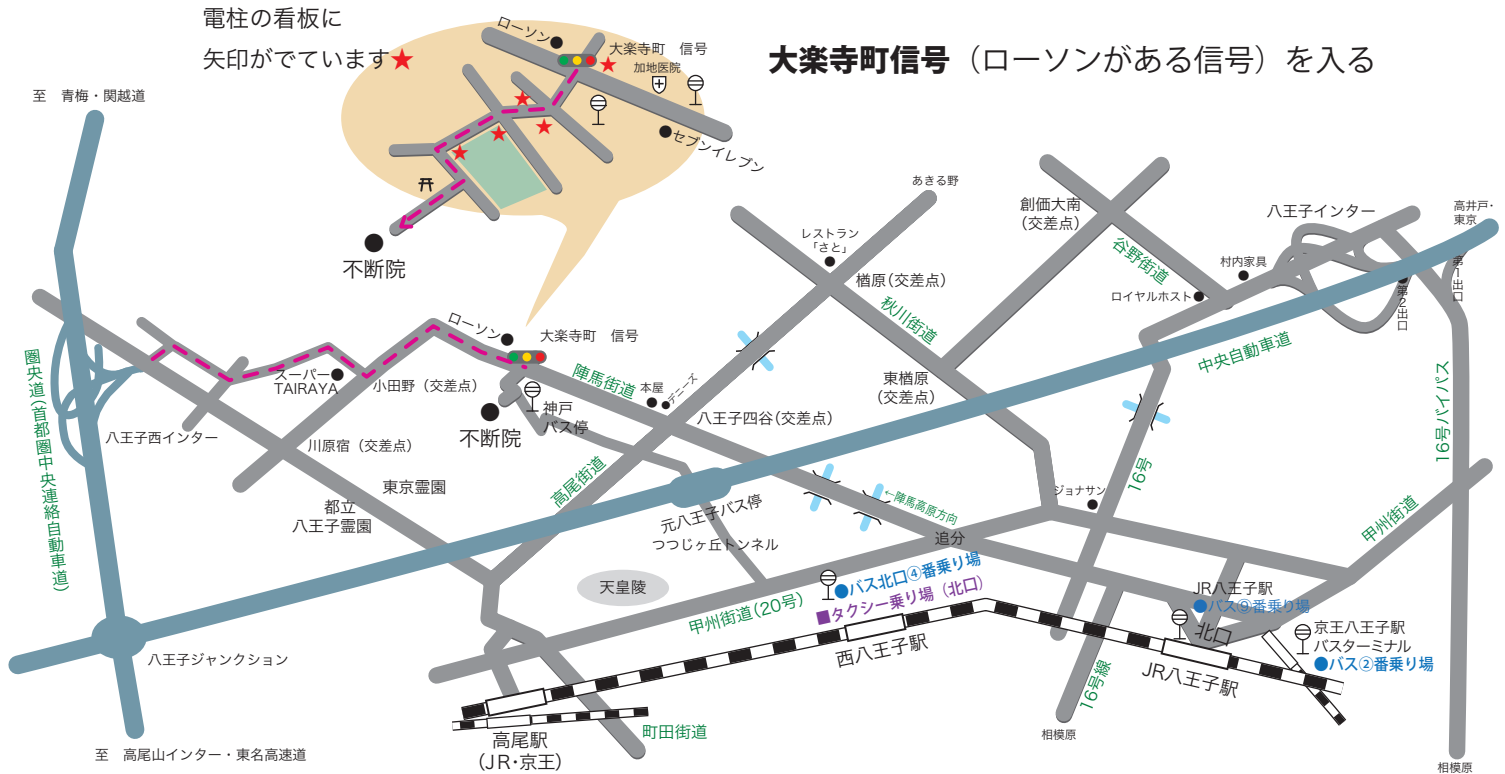 電柱の看板に
矢印がでています★
大楽寺町信号（ローソンがある信号）を入る
ローソン
大楽寺町　信号
加地医院
セブンイレブン
不断院
至　青梅・関越道
あきる野
レストラン
「さと」
楢原（交差点）
創価大南
（交差点）
谷野街道
八王子インター
高井戸・
東京
第1出口
第2出口
村内家具
ロイヤルホスト
秋川街道
中央自動車道
16号バイパス
東楢原
（交差点）
ローソン
大楽寺町　信号
陣馬街道
本屋
デニーズ
八王子四谷（交差点）
スーパー
TAIRAYA
小田野（交差点）
神戸
バス停
不断院
圏央道（首都圏中央連絡自動車道）
八王子西インター
川原宿（交差点）
東京霊園
都立
八王子霊園
高尾街道
元八王子バス停
つつじヶ丘トンネル
←陣馬高原方向
追分
ジョナサン
16号
甲州街道
天皇陵
甲州街道（20号）
●バス北口④番乗り場
■タクシー乗り場（北口）
西八王子駅
JR八王子駅
●バス⑨番乗り場
北口
京王八王子駅
バスターミナル
●バス②番乗り場
JR八王子駅
16号線
八王子ジャンクション
高尾駅
（JR・京王）
町田街道
相模原
相模原
至　高尾山インター・東名高速道